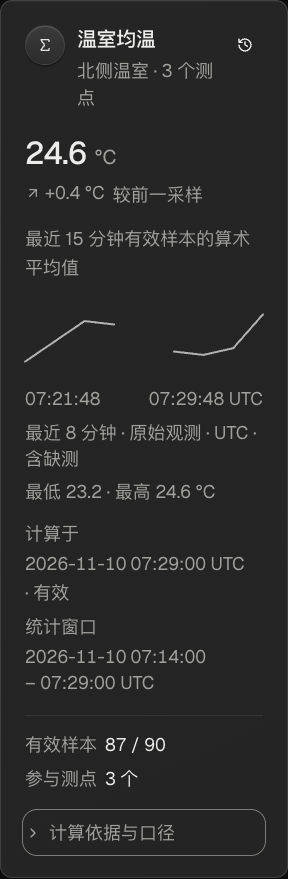 Σ
温室均温
北侧温室 · 3 个测
点
24.6 °C
↗ +0.4 °C 较前一采样
最近 15 分钟有效样本的算术
平均值
07:21:48 07:29:48 UTC
最近 8 分钟 · 原始观测 · UTC ·
含缺测
最低 23.2 · 最高 24.6 °C
计算于
2026-11-10 07:29:00 UTC
· 有效
统计窗口
2026-11-10 07:14:00
– 07:29:00 UTC
有效样本 87 / 90
参与测点 3 个
计算依据与口径